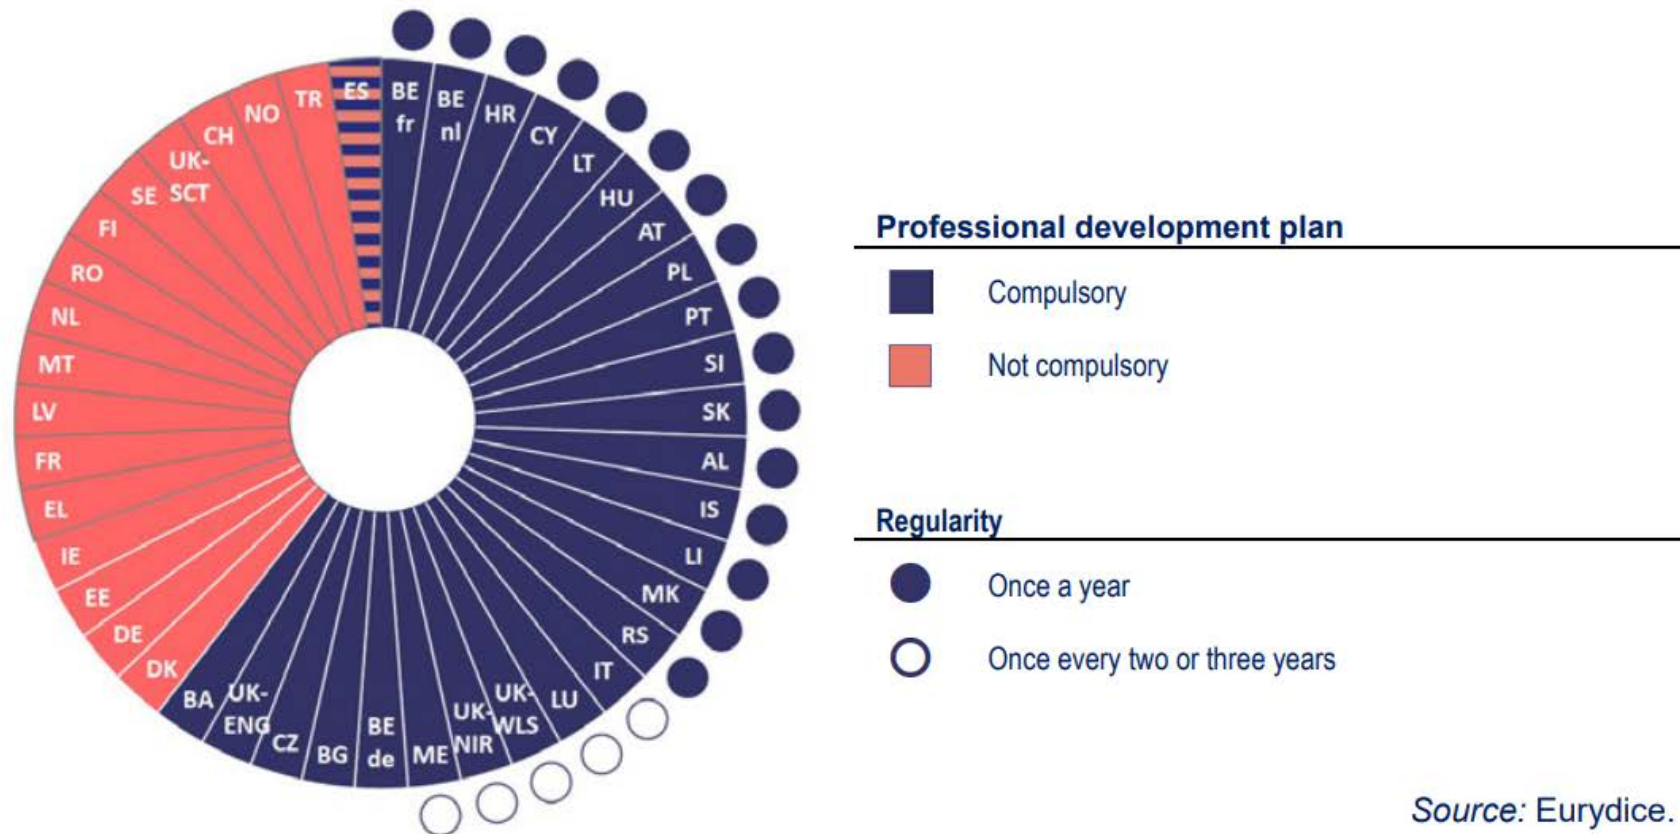 ES
BE
fr
BE
nl
HR
CY
LT
HU
AT
PL
PT
SI
SK
AL
IS
LI
MK
RS
IT
LU
UK-
WLS
UK-
NIR
ME
BE
de
BG
CZ
UK-
ENG
BA
DK
DE
EE
IE
EL
FR
LV
MT
NL
RO
FI
SE
UK-
SCT
CH
NO
TR
Professional development plan
Compulsory
Not compulsory
Regularity
Once a year
Once every two or three years
Source: Eurydice.